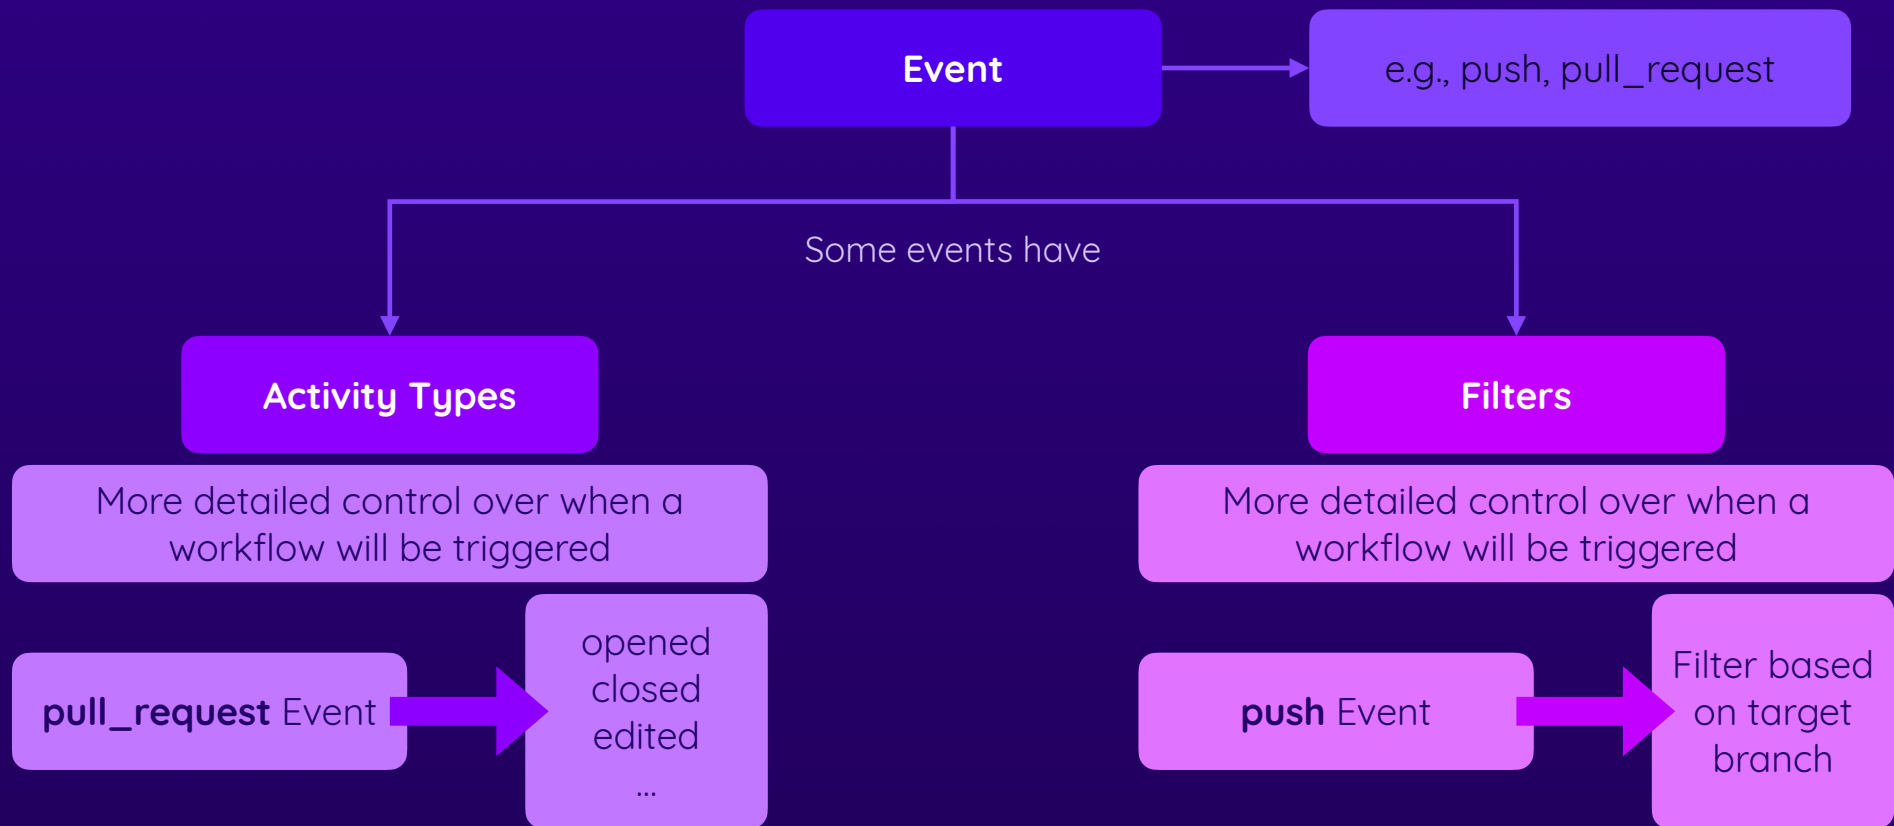 Event
e.g., push, pull_request
Some events have
Activity Types
More detailed control over when a
workflow will be triggered
pull_request Event
opened
closed
edited
...
Filters
More detailed control over when a
workflow will be triggered
push Event
Filter based
on target
branch